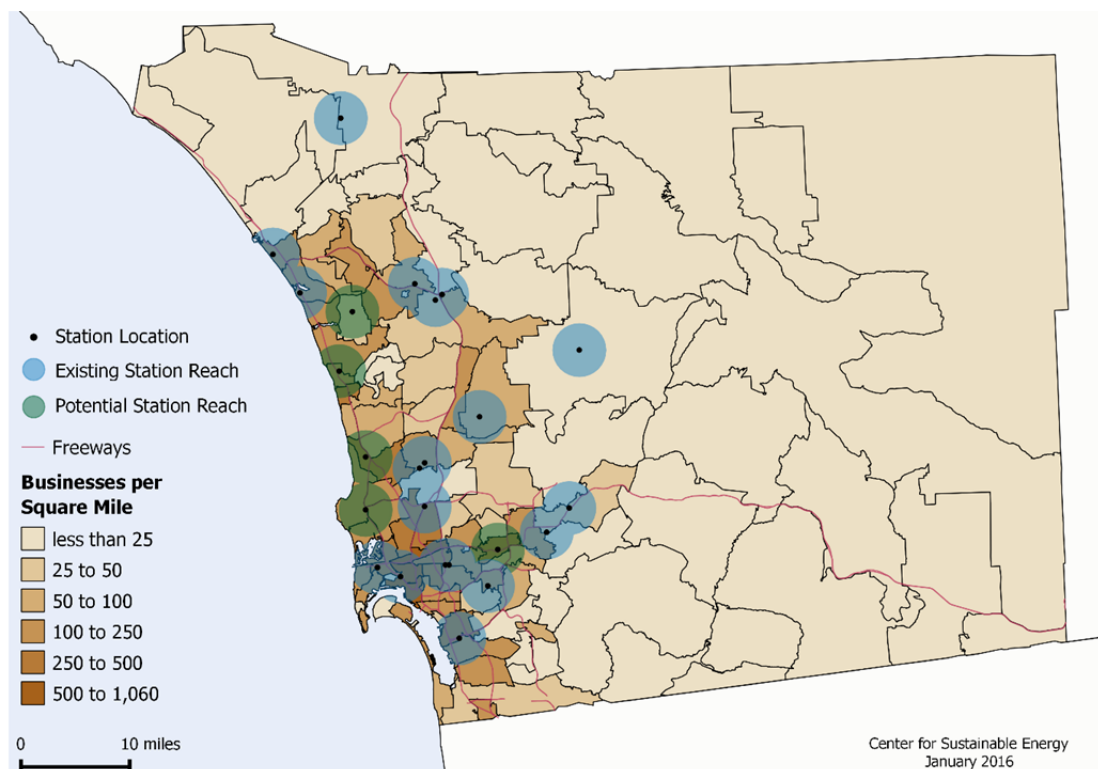 Station Location
Existing Station Reach
Potential Station Reach
Freeways
Businesses per
Square Mile
less than 25
25 to 50
50 to 100
100 to 250
250 to 500
500 to 1,060
0 10 miles
Center for Sustainable Energy
January 2016